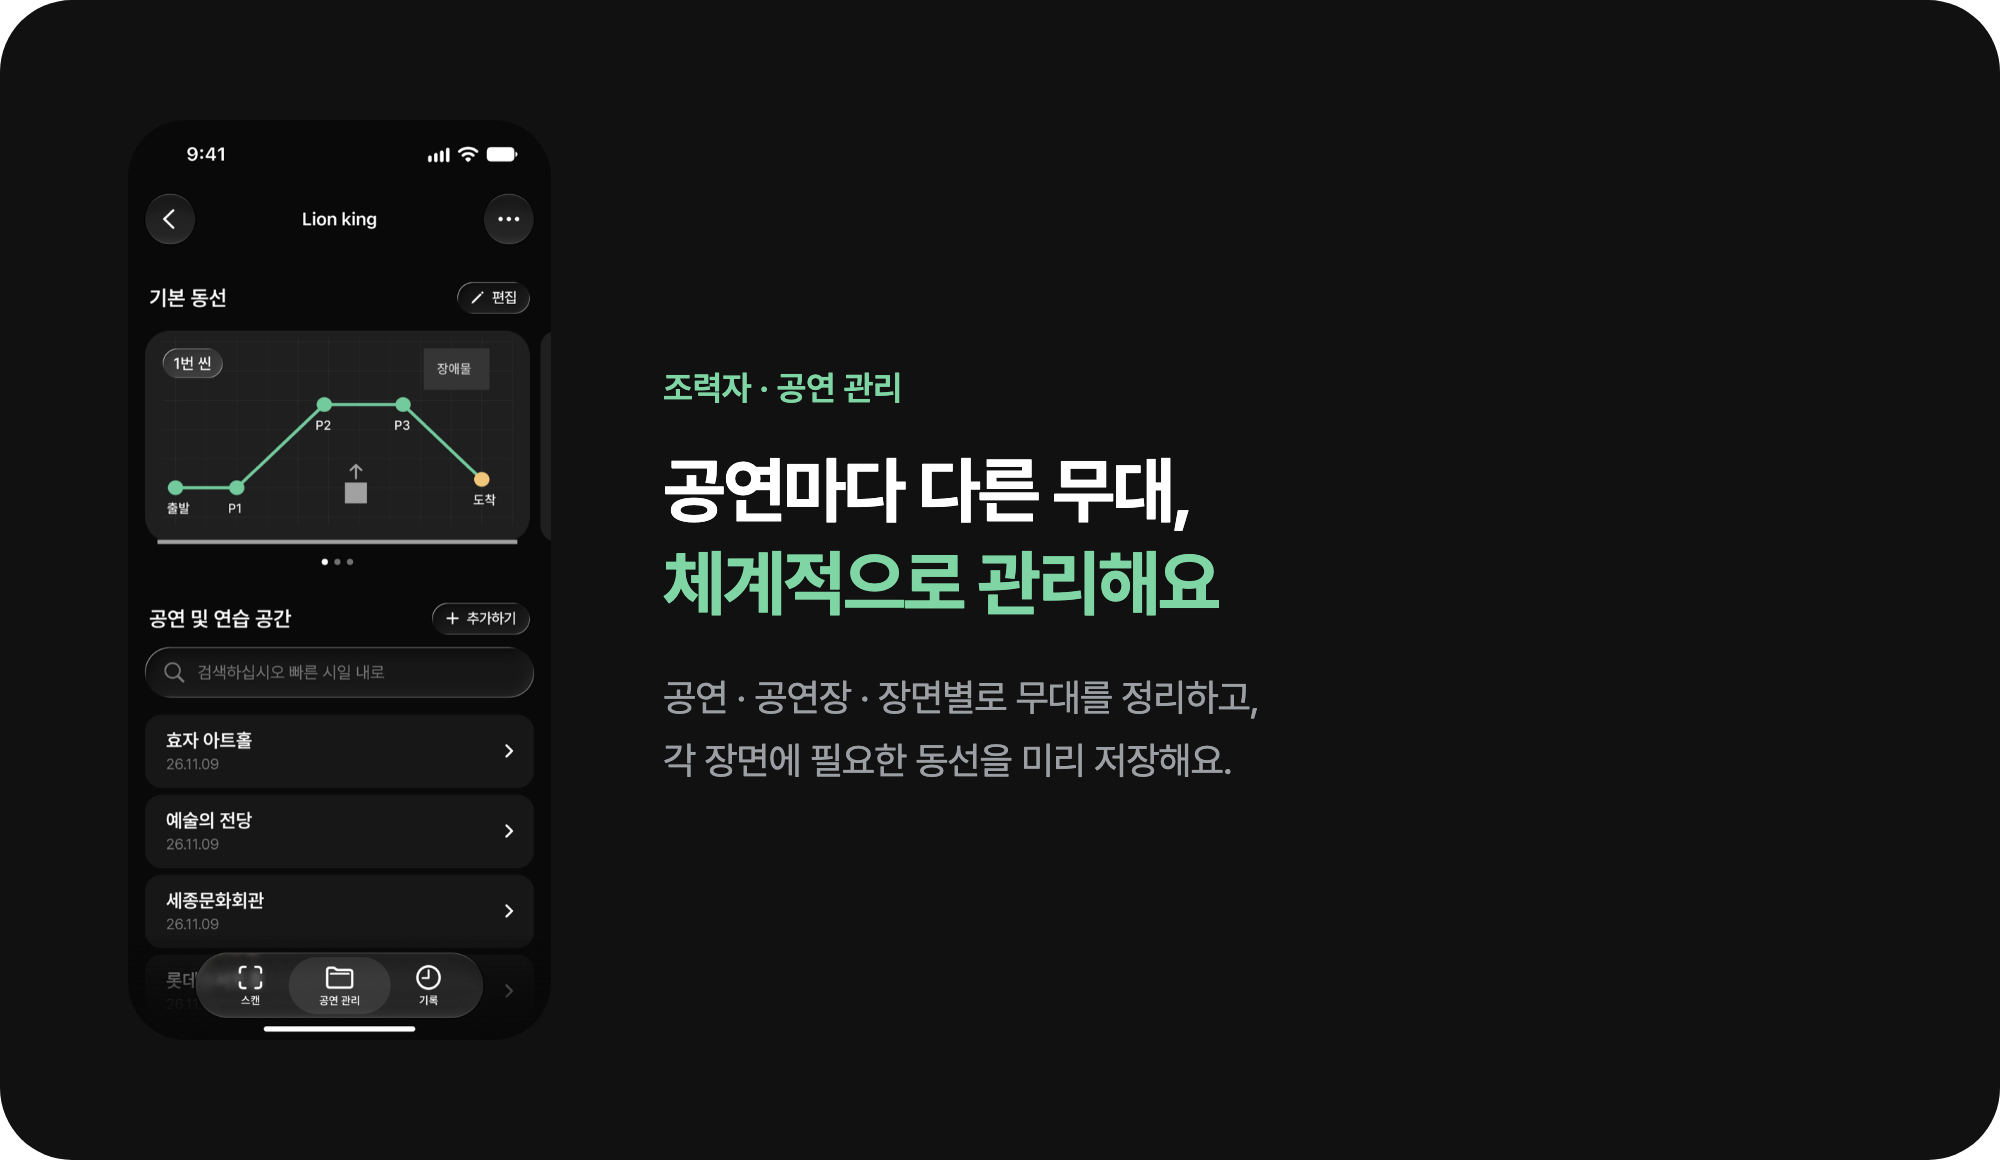 9:41
Lion king
기본 동선
편집
1번 씬
장애물
P2
P3
출발
P1
도착
공연 및 연습 공간
추가하기
검색하십시오 빠른 시일 내로
효자 아트홀
26.11.09
예술의 전당
26.11.09
세종문화회관
26.11.09
롯데
26.11
스캔
공연 관리
기록
조력자 · 공연 관리
공연마다 다른 무대,
체계적으로 관리해요
공연 · 공연장 · 장면별로 무대를 정리하고,
각 장면에 필요한 동선을 미리 저장해요.